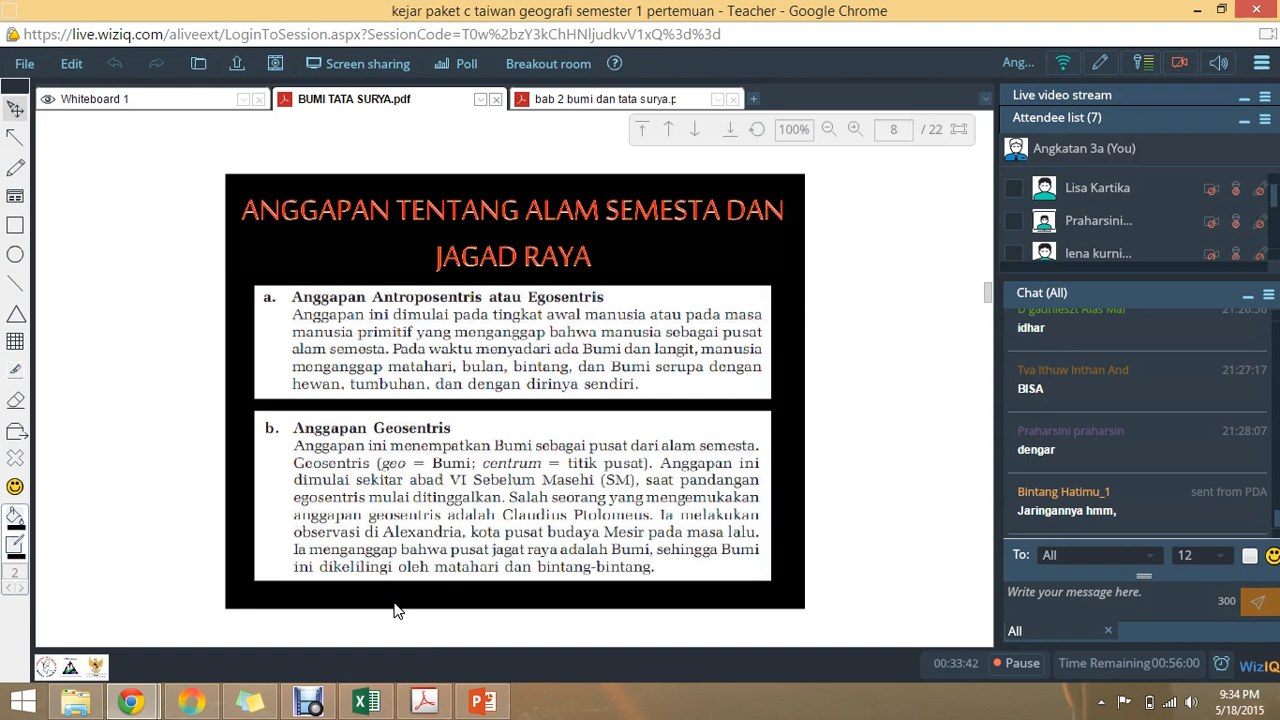 kejar paket c taiwan geografi semester 1 pertemuan - Teacher - Google Chrome
https://live.wiziq.com/aliveext/LoginToSession.aspx?SessionCode=T0w%2bzY3kChHNljudkvV1xQ%3d%3d
File Edit Screen sharing Poll Breakout room Ang...
Whiteboard 1 BUMI TATA SURYA.pdf bab 2 bumi dan tata surya.p
100% 8 / 22
ANGGAPAN TENTANG ALAM SEMESTA DAN
JAGAD RAYA
a. Anggapan Antroposentris atau Egosentris
Anggapan ini dimulai pada tingkat awal manusia atau pada masa
manusia primitif yang menganggap bahwa manusia sebagai pusat
alam semesta. Pada waktu menyadari ada Bumi dan langit, manusia
menganggap matahari, bulan, bintang, dan Bumi serupa dengan
hewan, tumbuhan, dan dengan dirinya sendiri.
b. Anggapan Geosentris
Anggapan ini menempatkan Bumi sebagai pusat dari alam semesta.
Geosentris (geo = Bumi; centrum = titik pusat). Anggapan ini
dimulai sekitar abad VI Sebelum Masehi (SM), saat pandangan
egosentris mulai ditinggalkan. Salah seorang yang mengemukakan
anggapan geosentris adalah Claudius Ptolomeus. Ia melakukan
observasi di Alexandria, kota pusat budaya Mesir pada masa lalu.
Ia menganggap bahwa pusat jagat raya adalah Bumi, sehingga Bumi
ini dikelilingi oleh matahari dan bintang-bintang.
2
Live video stream
Attendee list (7)
Angkatan 3a (You)
Lisa Kartika
Praharsini...
lena kurni...
Chat (All)
21:26:56
idhar
Tva Ithuw Inthan And 21:27:17
BISA
Praharsini praharsin 21:28:07
dengar
Bintang Hatimu_1 sent from PDA
Jaringannya hmm,
To: All 12
Write your message here. 300
All
00:33:42 Pause Time Remaining 00:56:00 WizIQ
9:34 PM
5/18/2015